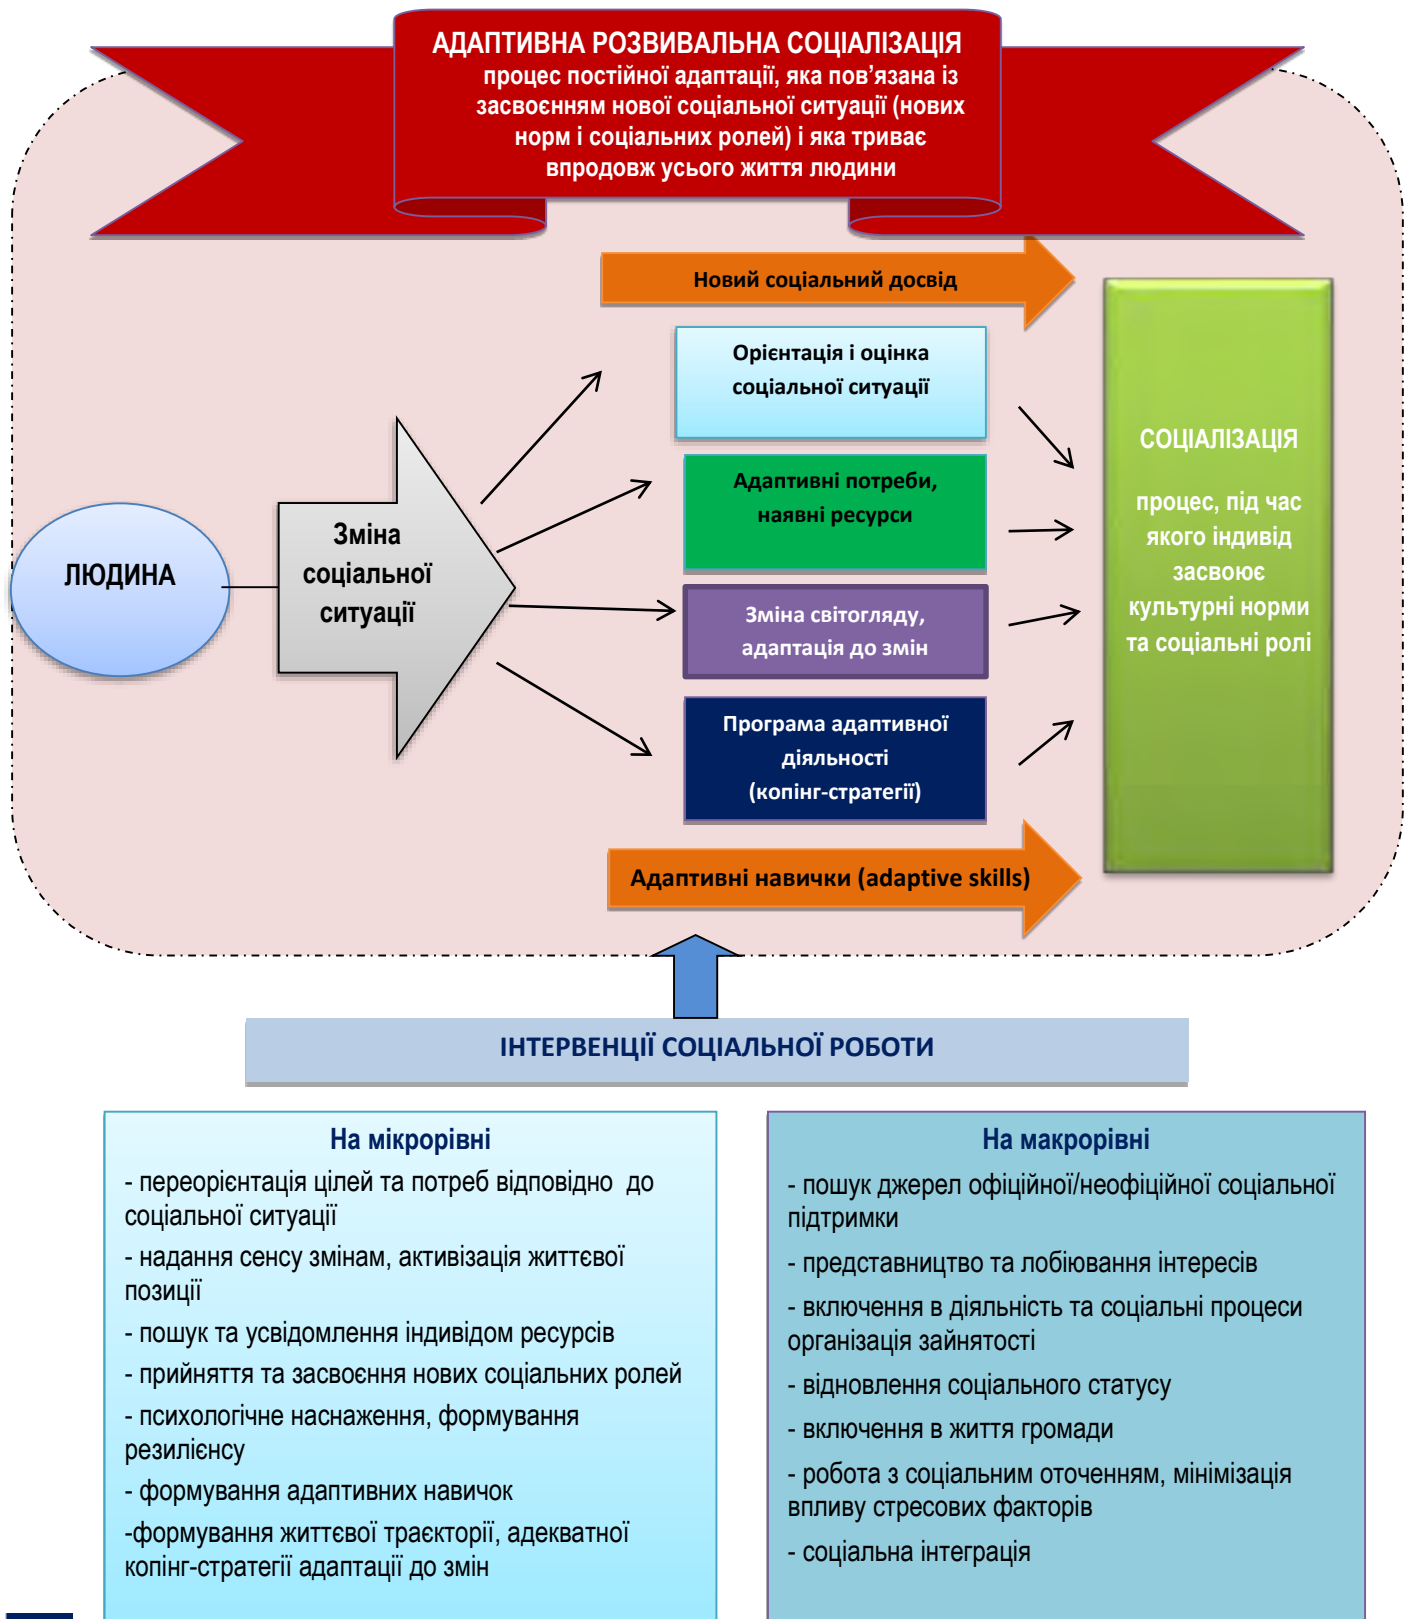 АДАПТИВНА РОЗВИВАЛЬНА СОЦІАЛІЗАЦІЯ
процес постійної адаптації, яка пов’язана із
засвоєнням нової соціальної ситуації (нових
норм і соціальних ролей) і яка триває
впродовж усього життя людини
Новий соціальний досвід
Орієнтація і оцінка
соціальної ситуації
Адаптивні потреби,
наявні ресурси
ЛЮДИНА
Зміна
соціальної
ситуації
Зміна світогляду,
адаптація до змін
Програма адаптивної
діяльності
(копінг-стратегії)
Адаптивні навички (adaptive skills)
СОЦІАЛІЗАЦІЯ
процес, під час
якого індивід
засвоює
культурні норми
та соціальні ролі
ІНТЕРВЕНЦІЇ СОЦІАЛЬНОЇ РОБОТИ
На мікрорівні
- переорієнтація цілей та потреб відповідно  до
соціальної ситуації
- надання сенсу змінам, активізація життєвої
позиції
- пошук та усвідомлення індивідом ресурсів
- прийняття та засвоєння нових соціальних ролей
- психологічне наснаження, формування
резилієнсу
- формування адаптивних навичок
-формування життєвої траєкторії, адекватної
копінг-стратегії адаптації до змін
На макрорівні
- пошук джерел офіційної/неофіційної соціальної
підтримки
- представництво та лобіювання інтересів
- включення в діяльність та соціальні процеси
організація зайнятості
- відновлення соціального статусу
- включення в життя громади
- робота з соціальним оточенням, мінімізація
впливу стресових факторів
- соціальна інтеграція